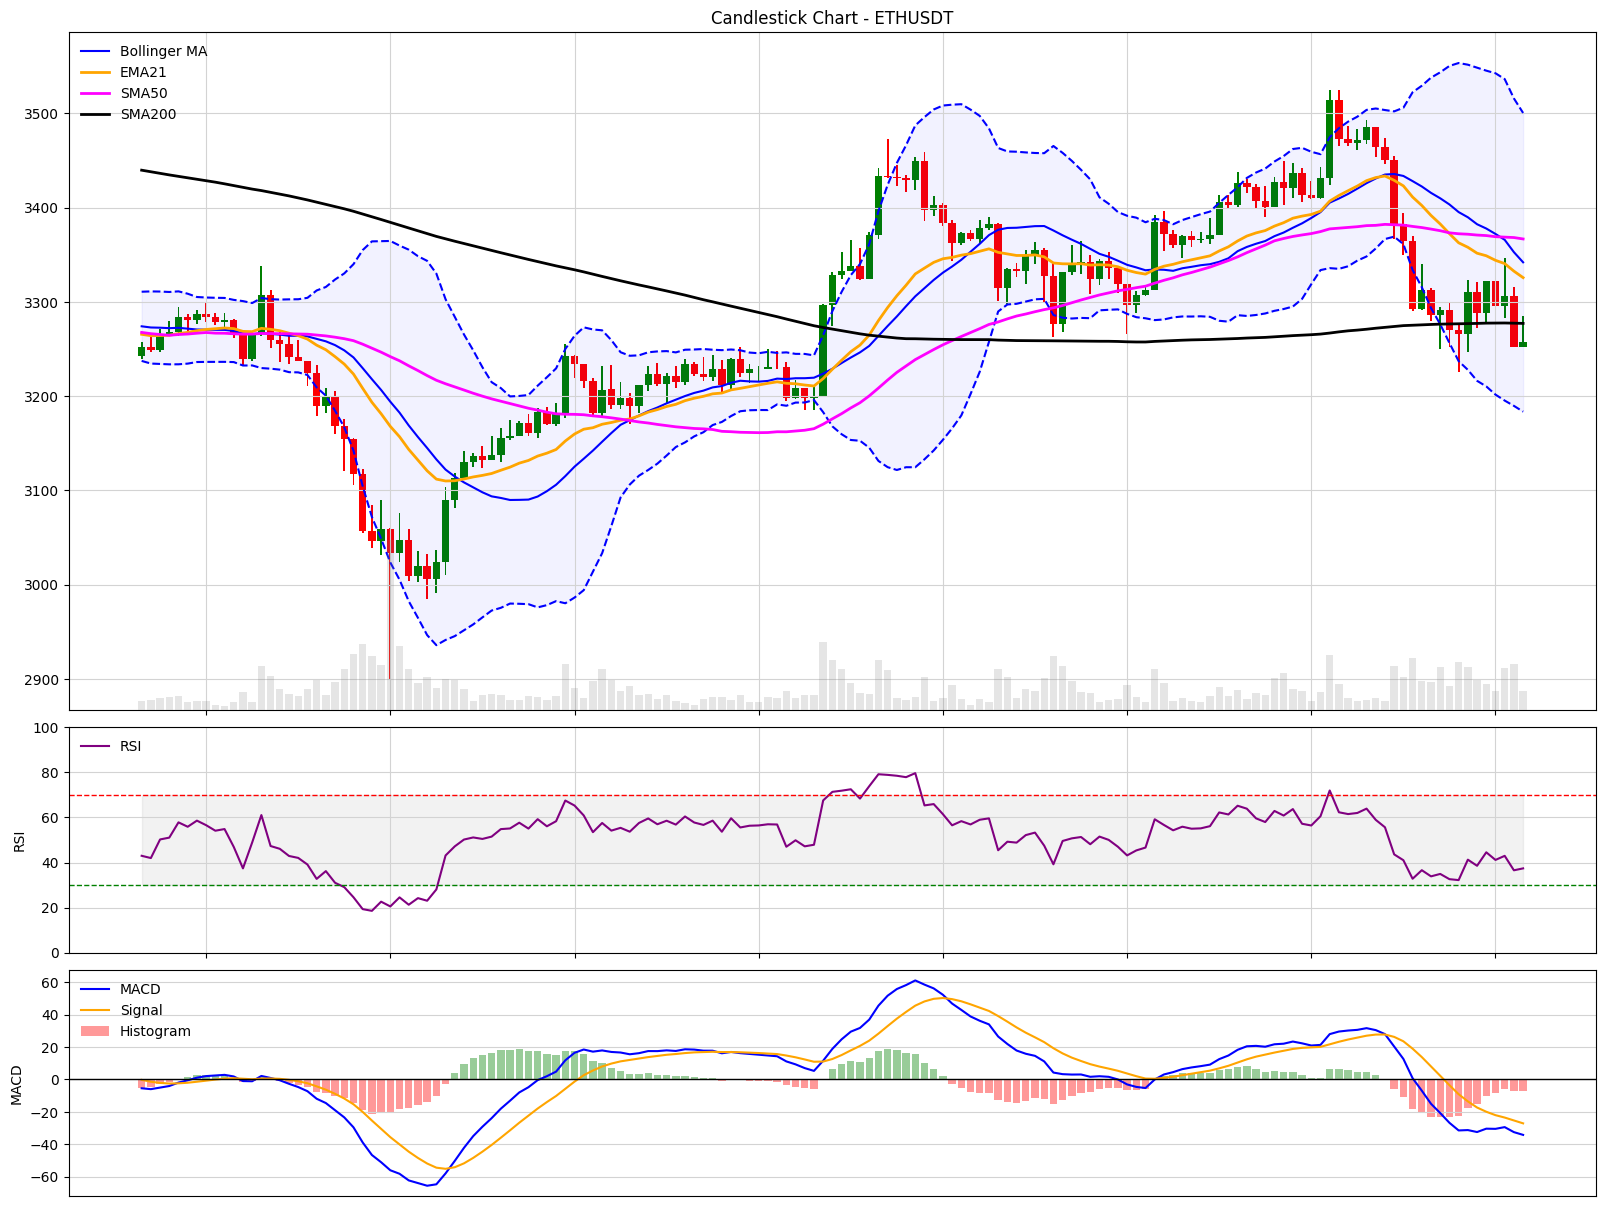 Candlestick Chart - ETHUSDT
Bollinger MA
EMA21
SMA50
SMA200
3500
3400
3300
3200
3100
3000
2900
RSI
100
80
60
40
20
0
RSI
MACD
Signal
Histogram
60
40
20
0
−20
−40
−60
MACD